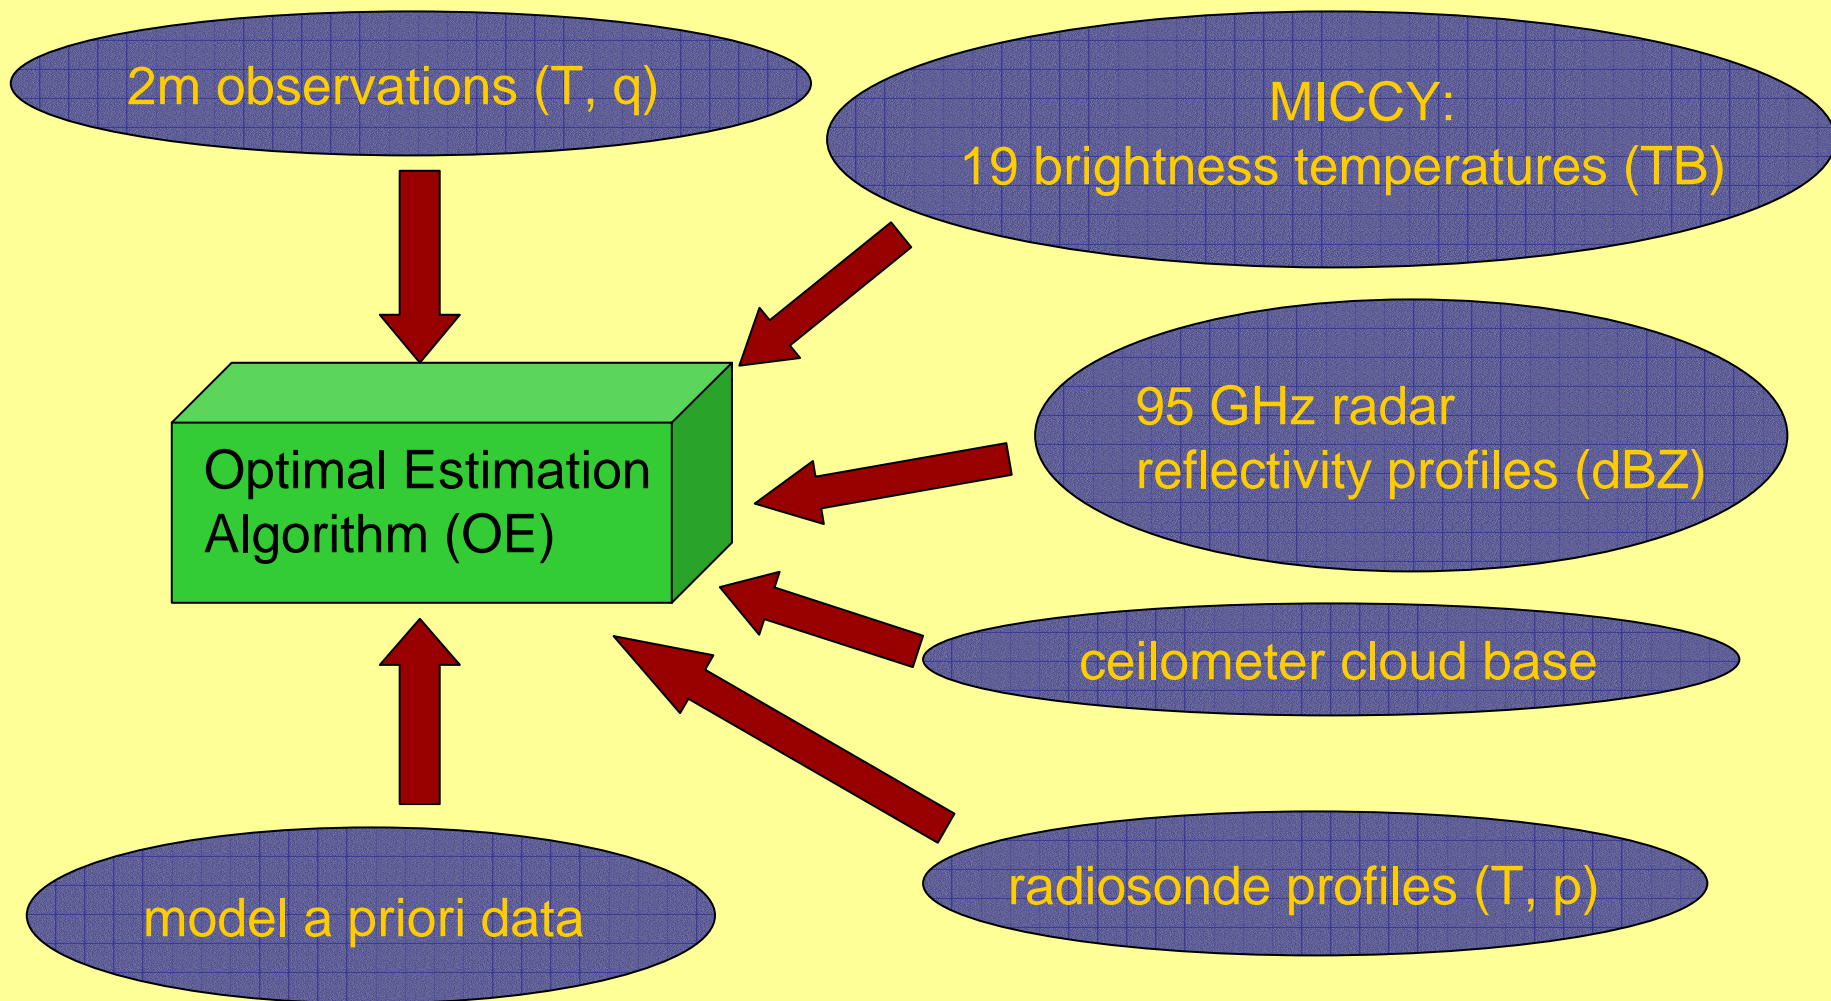 2m observations (T, q)
MICCY:
19 brightness temperatures (TB)
95 GHz radar
reflectivity profiles (dBZ)
Optimal Estimation
Algorithm (OE)
ceilometer cloud base
radiosonde profiles (T, p)
model a priori data